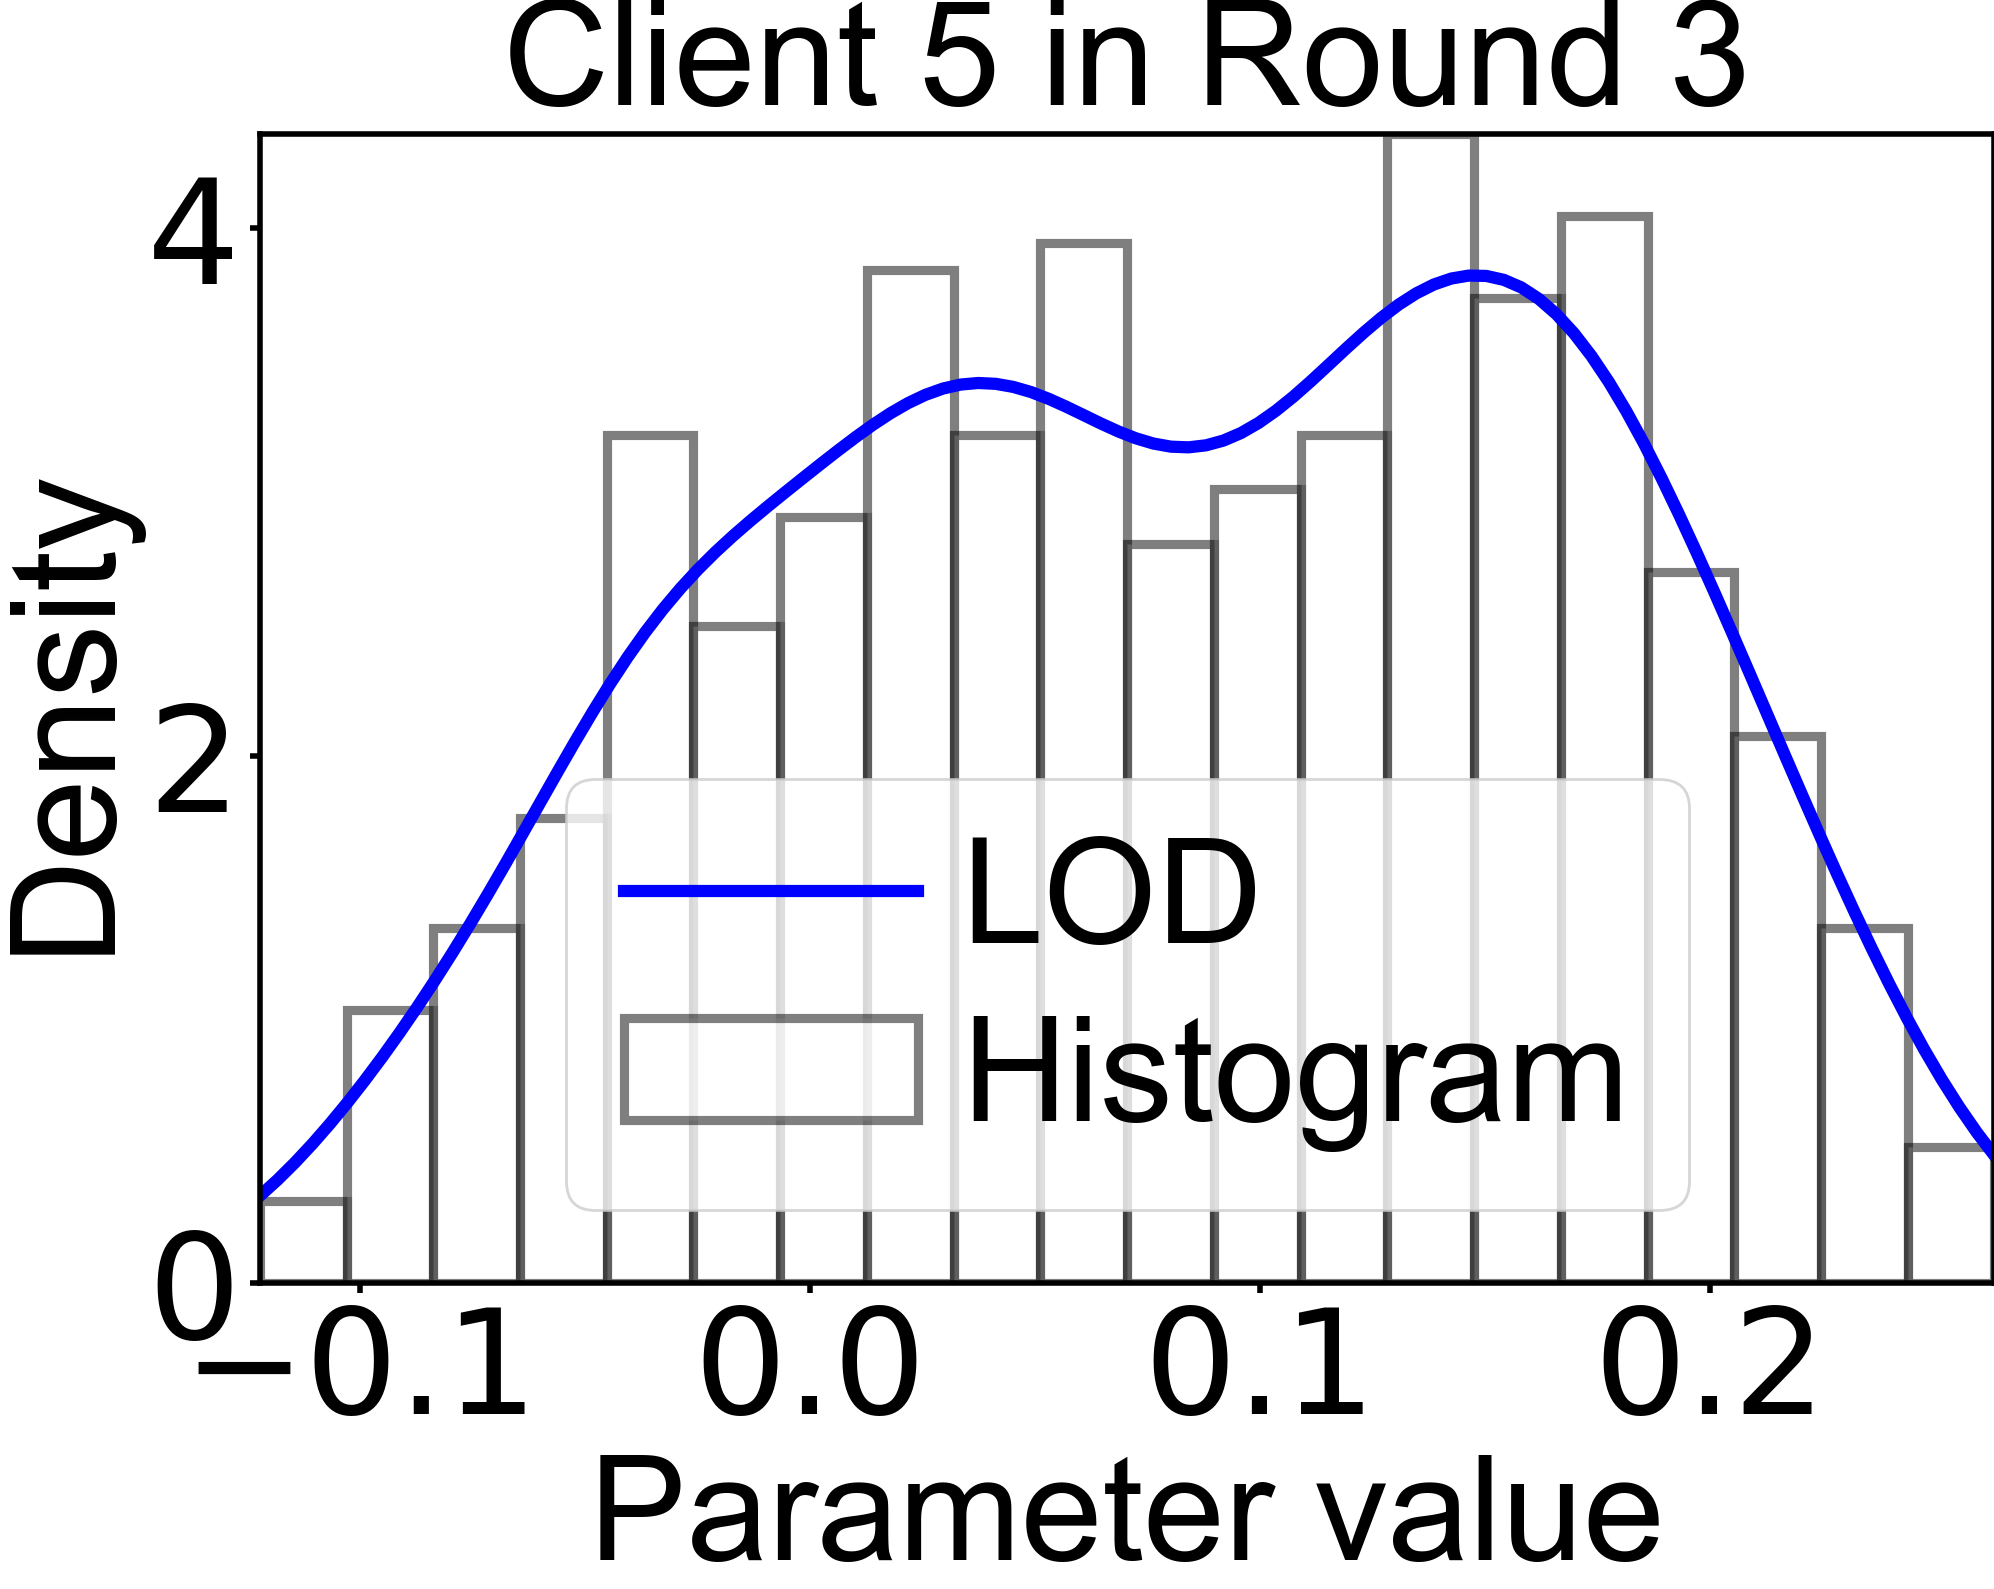 Client 5 in Round 3
Density
4
2
0
LOD
Histogram
−0.1 0.0 0.1 0.2
Parameter value